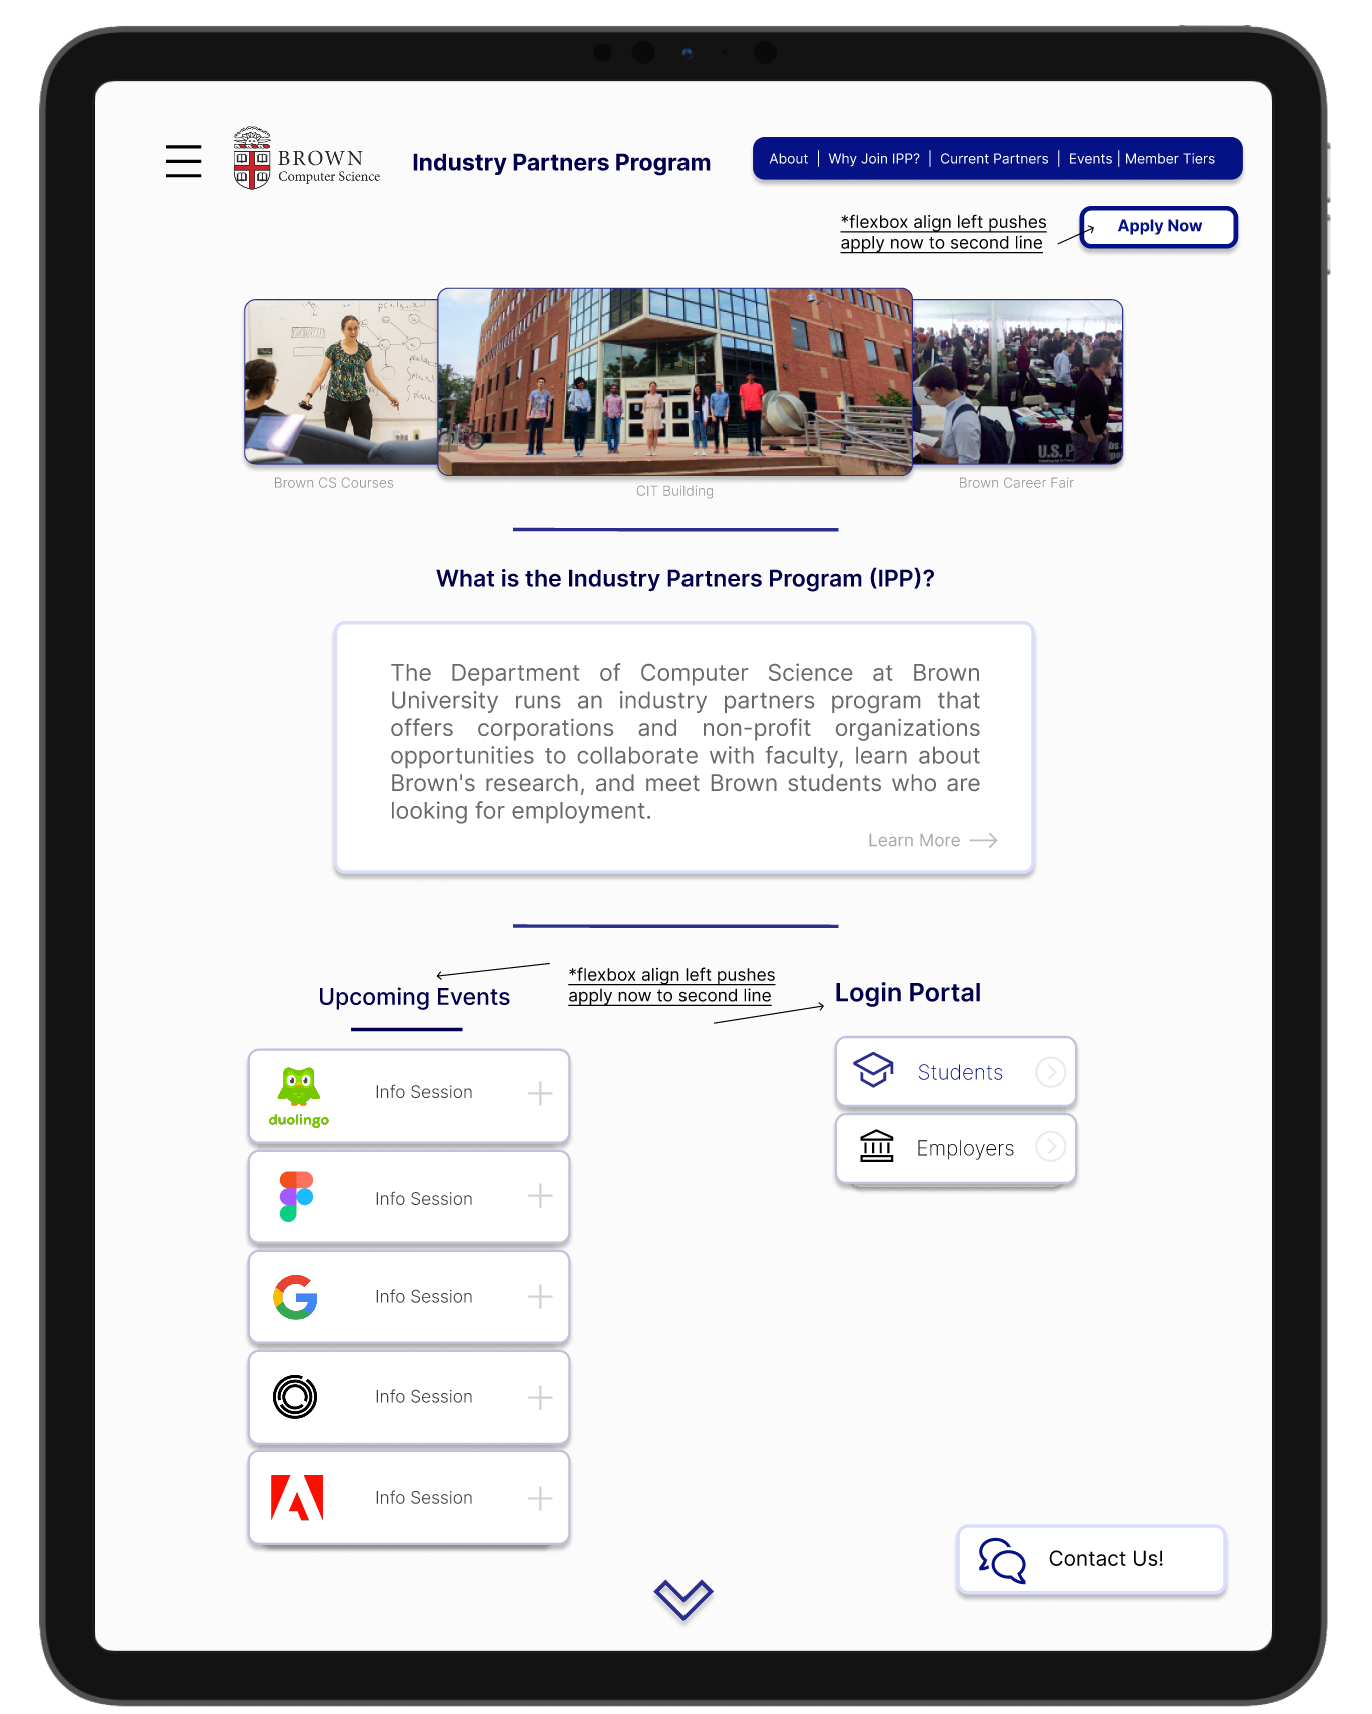 BROWN
Computer Science
Industry Partners Program
About | Why Join IPP? | Current Partners | Events | Member Tiers
*flexbox align left pushes
apply now to second line
Apply Now
U.S. P
Brown CS Courses
CIT Building
Brown Career Fair
What is the Industry Partners Program (IPP)?
The Department of Computer Science at Brown
University runs an industry partners program that
offers corporations and non-profit organizations
opportunities to collaborate with faculty, learn about
Brown's research, and meet Brown students who are
looking for employment.
Learn More
*flexbox align left pushes
apply now to second line
Upcoming Events
Login Portal
duolingo
Info Session
Students
Employers
Info Session
Info Session
Info Session
Info Session
Contact Us!